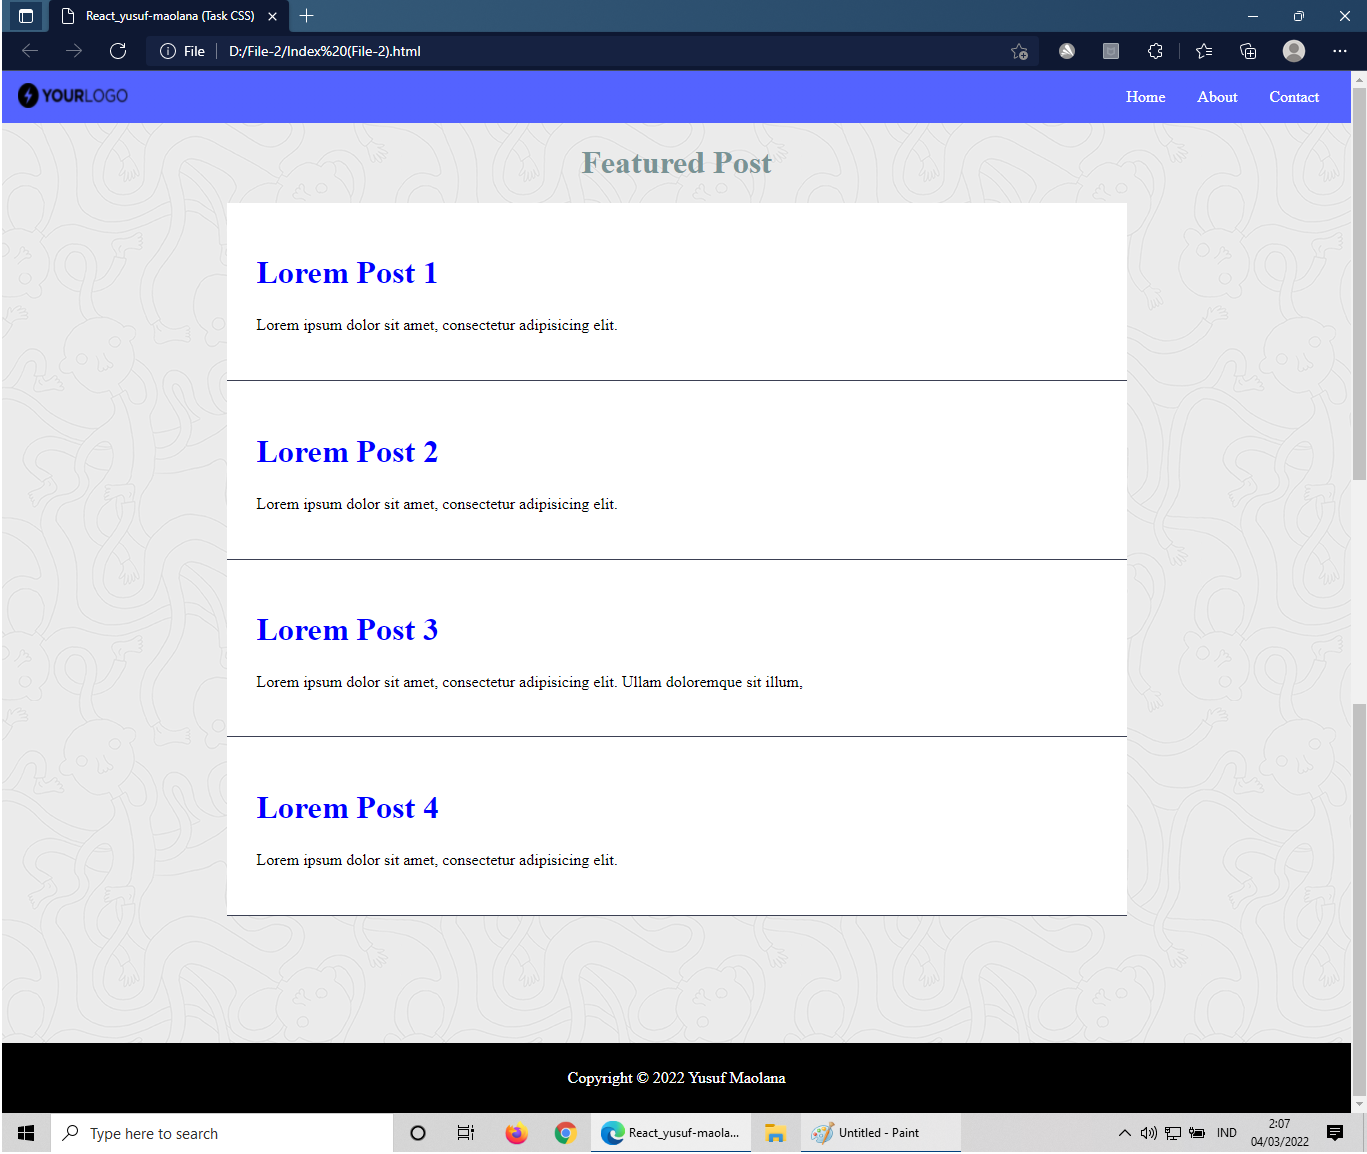 React_yusuf-maolana (Task CSS)
File
D:/File-2/Index%20(File-2).html
YOURLOGO
Home
About
Contact
Featured Post
Lorem Post 1
Lorem ipsum dolor sit amet, consectetur adipisicing elit.
Lorem Post 2
Lorem ipsum dolor sit amet, consectetur adipisicing elit.
Lorem Post 3
Lorem ipsum dolor sit amet, consectetur adipisicing elit. Ullam doloremque sit illum,
Lorem Post 4
Lorem ipsum dolor sit amet, consectetur adipisicing elit.
Copyright © 2022 Yusuf Maolana
Type here to search
React_yusuf-maola...
Untitled - Paint
IND
2:07
04/03/2022